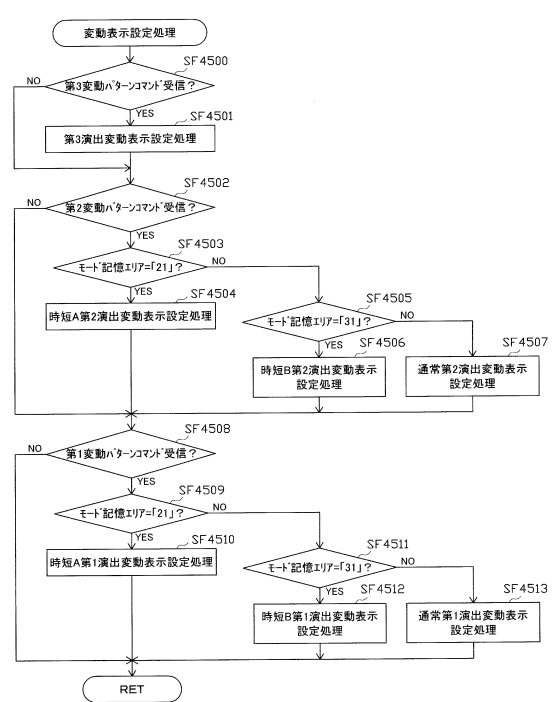 変動表示設定処理
SF4500
NO
第3変動パターンコマンド受信?
YES
SF4501
第3演出変動表示設定処理
SF4502
NO
第2変動パターンコマンド受信?
YES
SF4503
モード記憶エリア=「21」?
NO
YES
SF4504
時短A第2演出変動表示設定処理
SF4505
モード記憶エリア=「31」?
NO
YES
SF4506
時短B第2演出変動表示
設定処理
SF4507
通常第2演出変動表示
設定処理
SF4508
NO
第1変動パターンコマンド受信?
YES
SF4509
モード記憶エリア=「21」?
NO
YES
SF4510
時短A第1演出変動表示設定処理
SF4511
モード記憶エリア=「31」?
NO
YES
SF4512
時短B第1演出変動表示
設定処理
SF4513
通常第1演出変動表示
設定処理
RET